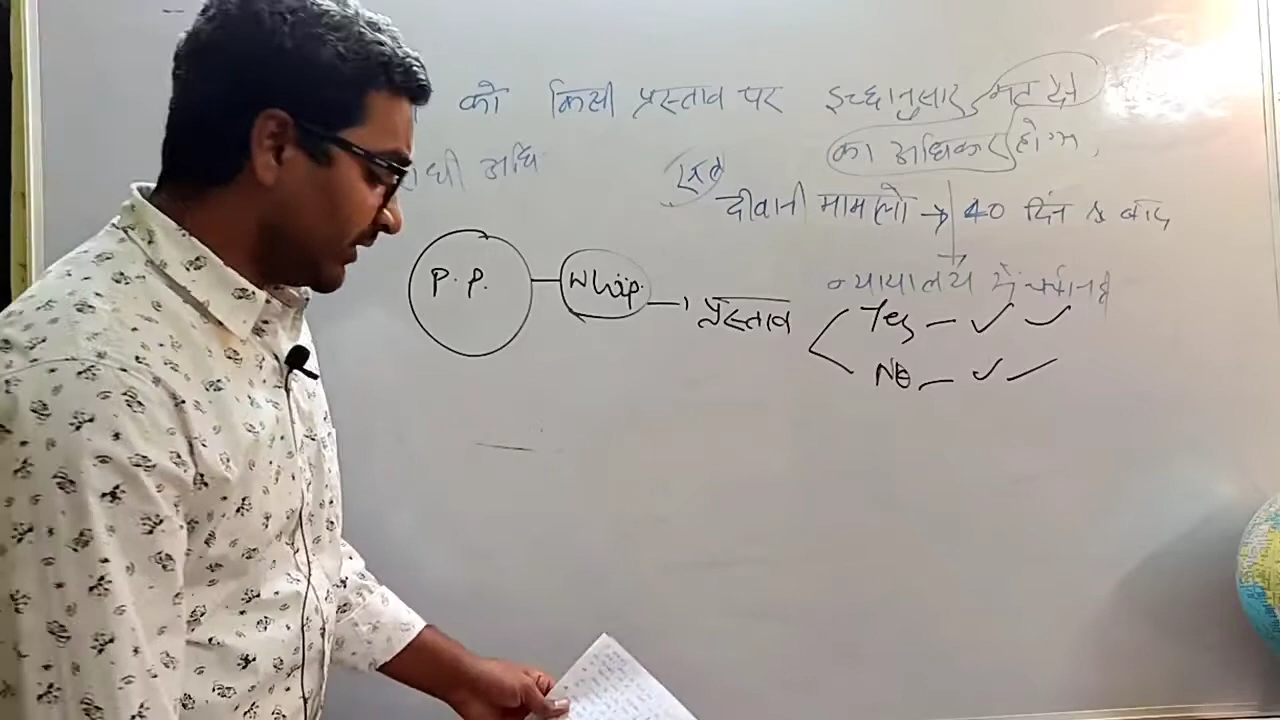 को किसी प्रस्ताव पर इच्छानुसार मत देने
का अधिकार होगा,
दीवानी मामलो → 40 दिन के बाद
न्यायालय में
P.P. Whip. प्रस्ताव Yes - ✓ ✓
No - ✓ ✓